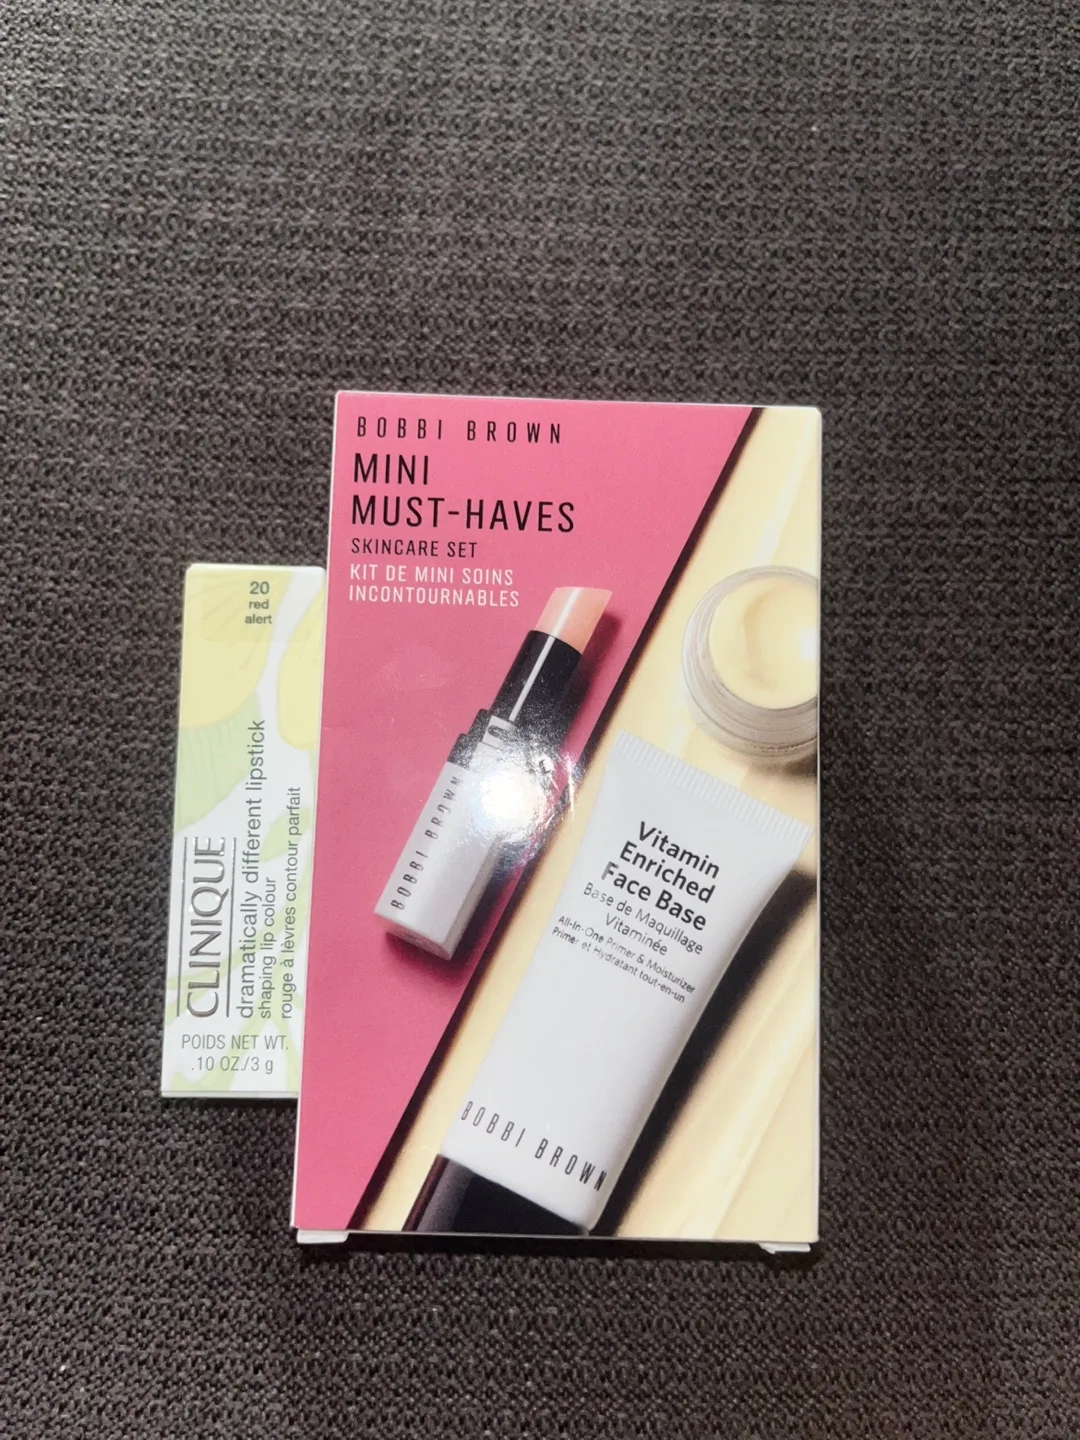 BOBBI BROWN
MINI
MUST-HAVES
SKINCARE SET
KIT DE MINI SOINS
INCONTOURNABLES
BOBBI BROWN
Vitamin
Enriched
Face Base
Base de Maquillage
Vitaminée
All-In-One Primer & Moisturizer
Primer et Hydratant tout-en-un
BOBBI BROWN
20
red
alert
CLINIQUE
dramatically different lipstick
shaping lip colour
rouge à lèvres contour parfait
POIDS NET WT.
.10 OZ./3 g